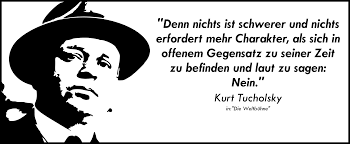 "Denn nichts ist schwerer und nichts
erfordert mehr Charakter, als sich in
offenem Gegensatz zu seiner Zeit
zu befinden und laut zu sagen:
Nein."
Kurt Tucholsky
in "Die Weltbühne"